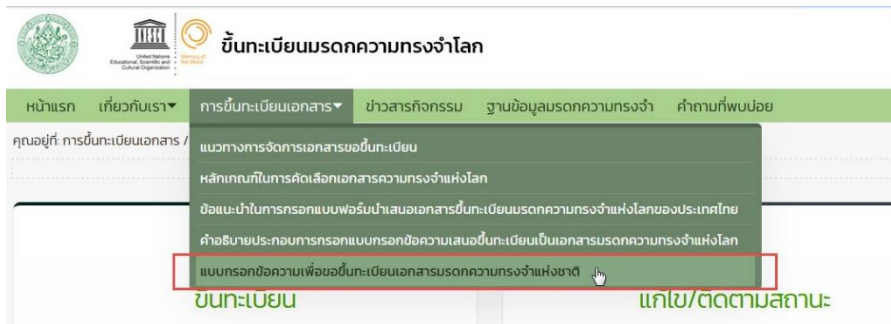 United Nations
Educational, Scientific and
Cultural Organization
Memory of
the World
ขึ้นทะเบียนมรดกความทรงจำโลก
หน้าแรก เกี่ยวกับเรา▾ การขึ้นทะเบียนเอกสาร▾ ข่าวสารกิจกรรม ฐานข้อมูลมรดกความทรงจำ คำถามที่พบบ่อย
คุณอยู่ที่: การขึ้นทะเบียนเอกสาร /
แนวทางการจัดการเอกสารขอขึ้นทะเบียน
หลักเกณฑ์ในการคัดเลือกเอกสารความทรงจำแห่งโลก
ข้อแนะนำในการกรอกแบบฟอร์มนำเสนอเอกสารขึ้นทะเบียนมรดกความทรงจำแห่งโลกของประเทศไทย
คำอธิบายประกอบการกรอกแบบกรอกข้อความเสนอขึ้นทะเบียนเป็นเอกสารมรดกความทรงจำแห่งโลก
แบบกรอกข้อความเพื่อขอขึ้นทะเบียนเอกสารมรดกความทรงจำแห่งชาติ
ขึ้นทะเบียน แก้ไข/ติดตามสถานะ